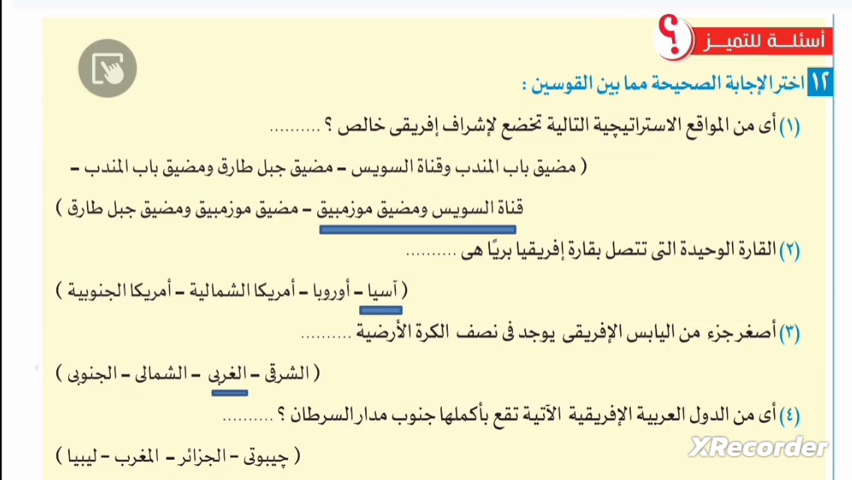 أسئلة للتميز ؟
١٢ اختر الإجابة الصحيحة مما بين القوسين :
(١) أى من المواقع الاستراتيچية التالية تخضع لإشراف إفريقى خالص ؟ ..........
( مضيق باب المندب وقناة السويس – مضيق جبل طارق ومضيق باب المندب –
قناة السويس ومضيق موزمبيق – مضيق موزمبيق ومضيق جبل طارق )
(٢) القارة الوحيدة التى تتصل بقارة إفريقيا بريًا هى ..........
( آسيا – أوروبا – أمريكا الشمالية – أمريكا الجنوبية )
(٣) أصغر جزء من اليابس الإفريقى يوجد فى نصف الكرة الأرضية ..........
( الشرقى – الغربى – الشمالى – الجنوبى )
(٤) أى من الدول العربية الإفريقية الآتية تقع بأكملها جنوب مدار السرطان ؟ ..........
( چيبوتى – الجزائر – المغرب – ليبيا )
XRecorder